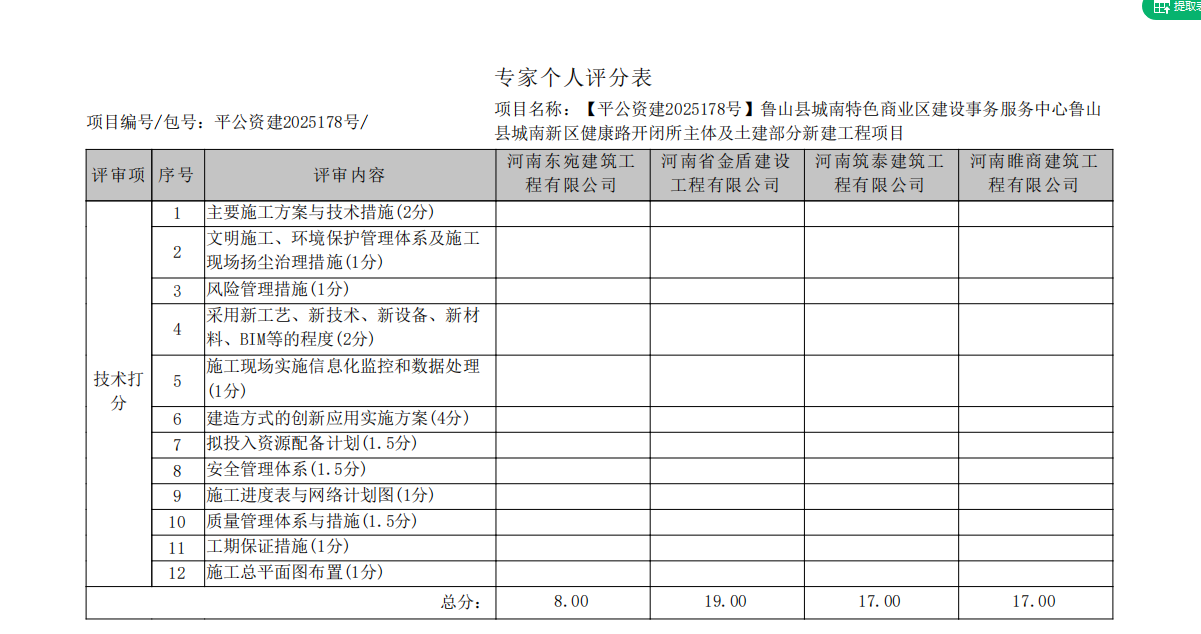 提取
专家个人评分表
项目编号/包号：平公资建2025178号/
项目名称：【平公资建2025178号】鲁山县城南特色商业区建设事务服务中心鲁山
县城南新区健康路开闭所主体及土建部分新建工程项目
评审项 序号 评审内容 河南东宛建筑工 河南省金盾建设 河南筑泰建筑工 河南睢商建筑工
程有限公司 工程有限公司 程有限公司 程有限公司
技术打
分
1 主要施工方案与技术措施(2分)
2 文明施工、环境保护管理体系及施工
现场扬尘治理措施(1分)
3 风险管理措施(1分)
4 采用新工艺、新技术、新设备、新材
料、BIM等的程度(2分)
5 施工现场实施信息化监控和数据处理
(1分)
6 建造方式的创新应用实施方案(4分)
7 拟投入资源配备计划(1.5分)
8 安全管理体系(1.5分)
9 施工进度表与网络计划图(1分)
10 质量管理体系与措施(1.5分)
11 工期保证措施(1分)
12 施工总平面图布置(1分)
总分： 8.00 19.00 17.00 17.00